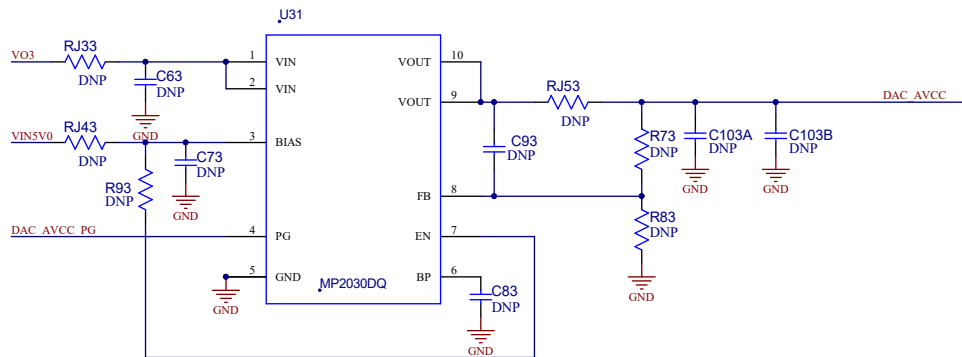 U31
VO3
RJ33
DNP
C63
DNP
GND
1
VIN
2
VIN
VIN5V0
RJ43
DNP
3
BIAS
C73
DNP
GND
R93
DNP
DAC_AVCC_PG
4
PG
5
GND
GND
MP2030DQ
VOUT
10
VOUT
9
FB
8
EN
7
BP
6
C83
DNP
GND
C93
DNP
RJ53
DNP
R73
DNP
R83
DNP
GND
C103A
DNP
GND
C103B
DNP
GND
DAC_AVCC